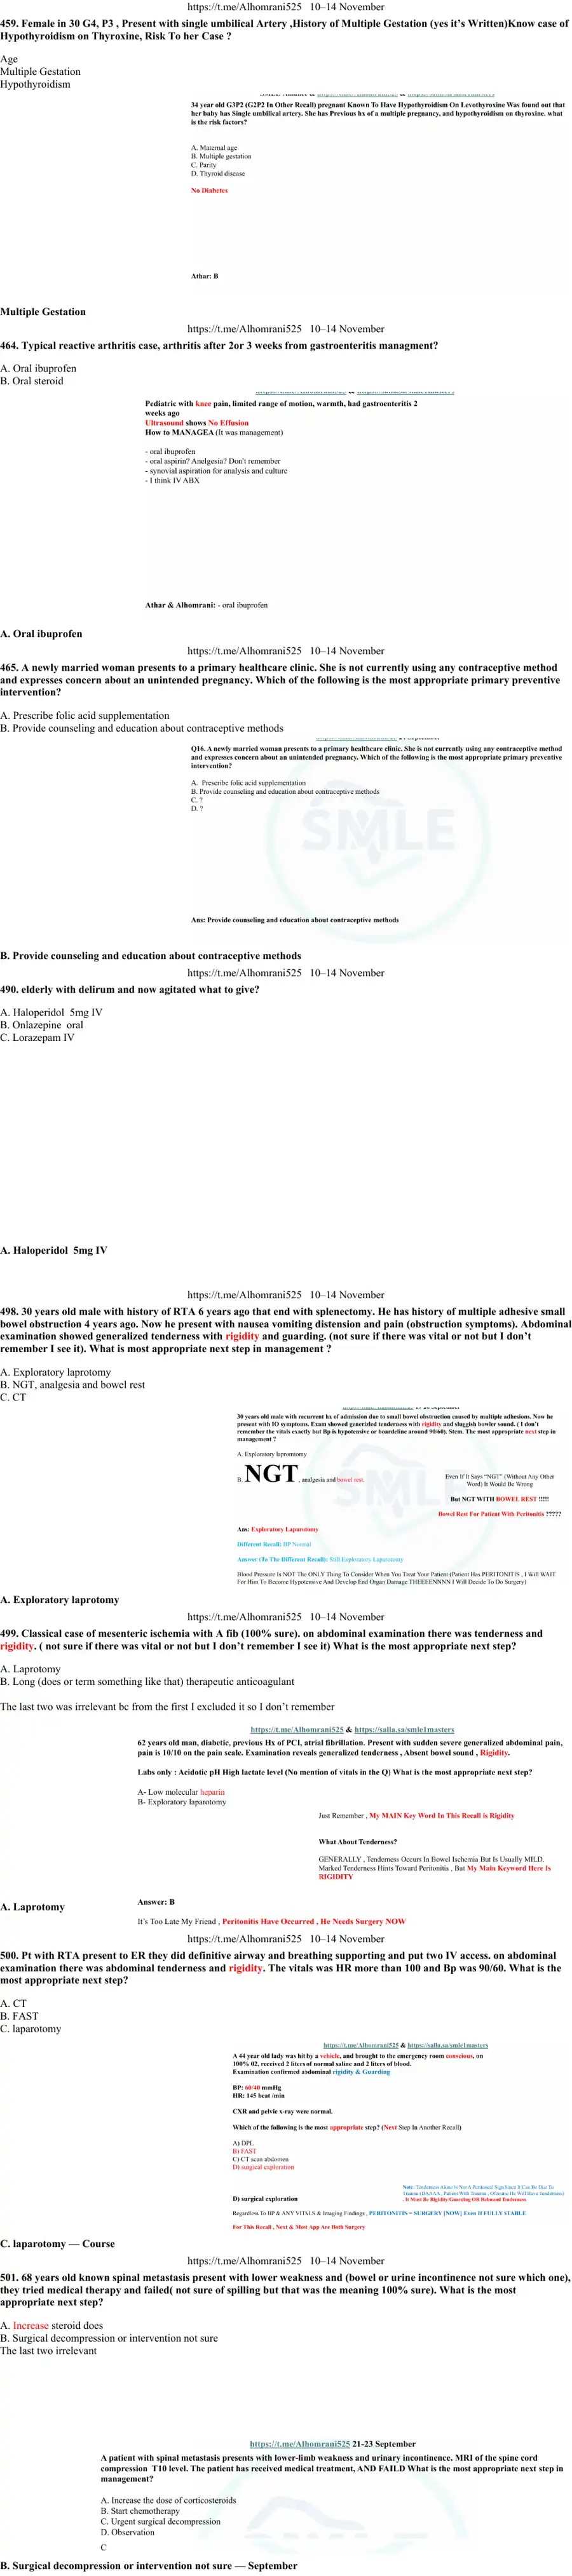 https://t.me/Alhomrani525 10–14 November
459. Female in 30 G4, P3 , Present with single umbilical Artery ,History of Multiple Gestation (yes it's Written)Know case of
Hypothyroidism on Thyroxine, Risk To her Case ?
Age
Multiple Gestation
Hypothyroidism
34 year old G3P2 (G2P2 In Other Recall) pregnant Known To Have Hypothyroidism On Levothyroxine Was found out that
her baby has Single umbilical artery. She has Previous hx of a multiple pregnancy, and hypothyroidism on thyroxine. what
is the risk factors?
A. Maternal age
B. Multiple gestation
C. Parity
D. Thyroid disease
No Diabetes
Athar: B
Multiple Gestation
https://t.me/Alhomrani525 10–14 November
464. Typical reactive arthritis case, arthritis after 2or 3 weeks from gastroenteritis managment?
A. Oral ibuprofen
B. Oral steroid
Pediatric with knee pain, limited range of motion, warmth, had gastroenteritis 2
weeks ago
Ultrasound shows No Effusion
How to MANAGEA (It was management)
- oral ibuprofen
- oral aspirin? Anelgesia? Don't remember
- synovial aspiration for analysis and culture
- I think IV ABX
Athar & Alhomrani: - oral ibuprofen
A. Oral ibuprofen
https://t.me/Alhomrani525 10–14 November
465. A newly married woman presents to a primary healthcare clinic. She is not currently using any contraceptive method
and expresses concern about an unintended pregnancy. Which of the following is the most appropriate primary preventive
intervention?
A. Prescribe folic acid supplementation
B. Provide counseling and education about contraceptive methods
Q16. A newly married woman presents to a primary healthcare clinic. She is not currently using any contraceptive method
and expresses concern about an unintended pregnancy. Which of the following is the most appropriate primary preventive
intervention?
A. Prescribe folic acid supplementation
B. Provide counseling and education about contraceptive methods
C. ?
D. ?
SMLE
Ans: Provide counseling and education about contraceptive methods
B. Provide counseling and education about contraceptive methods
https://t.me/Alhomrani525 10–14 November
490. elderly with delirum and now agitated what to give?
A. Haloperidol 5mg IV
B. Onlazepine oral
C. Lorazepam IV
A. Haloperidol 5mg IV
https://t.me/Alhomrani525 10–14 November
498. 30 years old male with history of RTA 6 years ago that end with splenectomy. He has history of multiple adhesive small
bowel obstruction 4 years ago. Now he present with nausea vomiting distension and pain (obstruction symptoms). Abdominal
examination showed generalized tenderness with rigidity and guarding. (not sure if there was vital or not but I don't
remember I see it). What is most appropriate next step in management ?
A. Exploratory laprotomy
B. NGT, analgesia and bowel rest
C. CT
30 years old male with recurrent hx of admission due to small bowel obstruction caused by multiple adhesions. Now he
present with IO symptoms. Exam showed generizled tenderness with rigidity and sluggish bowler sound. ( I don't
remember the vitals exactly but Bp is hypotensive or boardeline around 90/60). Stem. The most appropriate next step in
management ?
A. Exploratory lapromiomy
B. NGT , analgesia and bowel rest.
Even If It Says "NGT" (Without Any Other
Word) It Would Be Wrong
But NGT WITH BOWEL REST !!!!!
Bowel Rest For Patient With Peritonitis ?????
Ans: Exploratory Laparotomy
Different Recall: BP Normal
Answer (To The Different Recall): Still Exploratory Laparotomy
Blood Pressure Is NOT The ONLY Thing To Consider When You Treat Your Patient (Patient Has PERITONITIS , I Will WAIT
For Him To Become Hypotensive And Develop End Organ Damage THEEEENNNN I Will Decide To Do Surgery)
A. Exploratory laprotomy
https://t.me/Alhomrani525 10–14 November
499. Classical case of mesenteric ischemia with A fib (100% sure). on abdominal examination there was tenderness and
rigidity. ( not sure if there was vital or not but I don't remember I see it) What is the most appropriate next step?
A. Laprotomy
B. Long (does or term something like that) therapeutic anticoagulant
The last two was irrelevant bc from the first I excluded it so I don't remember
https://t.me/Alhomrani525 & https://salla.sa/smle1masters
62 years old man, diabetic, previous Hx of PCI, atrial fibrillation. Present with sudden severe generalized abdominal pain,
pain is 10/10 on the pain scale. Examination reveals generalized tenderness , Absent bowel sound , Rigidity.
Labs only : Acidotic pH High lactate level (No mention of vitals in the Q) What is the most appropriate next step?
A- Low molecular heparin
B- Exploratory laparotomy
Just Remember , My MAIN Key Word In This Recall is Rigidity
What About Tenderness?
GENERALLY , Tenderness Occurs In Bowel Ischemia But Is Usually MILD.
Marked Tenderness Hints Toward Peritonitis , But My Main Keyword Here Is
RIGIDITY
Answer: B
A. Laprotomy
It's Too Late My Friend , Peritonitis Have Occurred , He Needs Surgery NOW
https://t.me/Alhomrani525 10–14 November
500. Pt with RTA present to ER they did definitive airway and breathing supporting and put two IV access. on abdominal
examination there was abdominal tenderness and rigidity. The vitals was HR more than 100 and Bp was 90/60. What is the
most appropriate next step?
A. CT
B. FAST
C. laparotomy
https://t.me/Alhomrani525 & https://salla.sa/smle1masters
A 44 year old lady was hit by a vehicle, and brought to the emergency room conscious, on
100% 02, received 2 liters of normal saline and 2 liters of blood.
Examination confirmed abdominal rigidity & Guarding
BP: 60/40 mmHg
HR: 145 beat /min
CXR and pelvic x-ray were normal.
Which of the following is the most appropriate step? (Next Step In Another Recall)
A) DPL
B) FAST
C) CT scan abdomen
D) surgical exploration
D) surgical exploration
. It Must Be Rigidity/Guarding OR Rebound Tenderness
Regardless To BP & ANY VITALS & Imaging Findings , PERITONITIS = SURGERY [NOW] Even If FULLY STABLE
For This Recall , Next & Most App Are Both Surgery
C. laparotomy — Course
https://t.me/Alhomrani525 10–14 November
501. 68 years old known spinal metastasis present with lower weakness and (bowel or urine incontinence not sure which one),
they tried medical therapy and failed( not sure of spilling but that was the meaning 100% sure). What is the most
appropriate next step?
A. Increase steroid does
B. Surgical decompression or intervention not sure
The last two irrelevant
https://t.me/Alhomrani525 21-23 September
A patient with spinal metastasis presents with lower-limb weakness and urinary incontinence. MRI of the spine cord
compression T10 level. The patient has received medical treatment, AND FAILD What is the most appropriate next step in
management?
A. Increase the dose of corticosteroids
B. Start chemotherapy
C. Urgent surgical decompression
D. Observation
C
B. Surgical decompression or intervention not sure — September